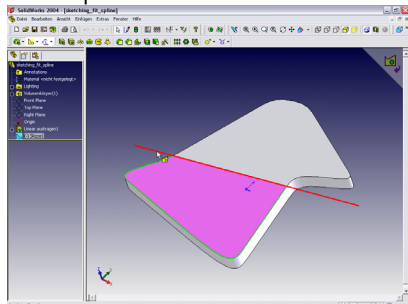 SolidWorks 2004 - [sketching_fit_spline]
Datei Bearbeiten Ansicht Einfügen Extras Fenster Hilfe
sketching_fit_spline
Annotations
Material <nicht festgelegt>
Lighting
Volumenkörper(1)
Front Plane
Top Plane
Right Plane
Origin
Linear austragen1